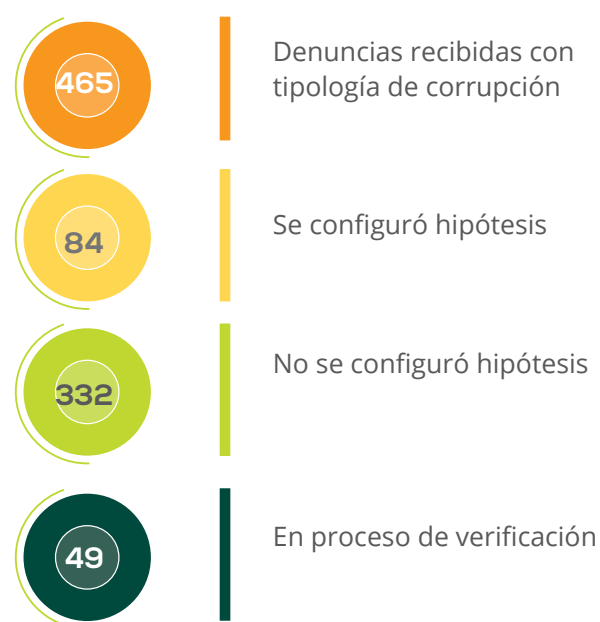 465
Denuncias recibidas con
tipología de corrupción
84
Se configuró hipótesis
332
No se configuró hipótesis
49
En proceso de verificación